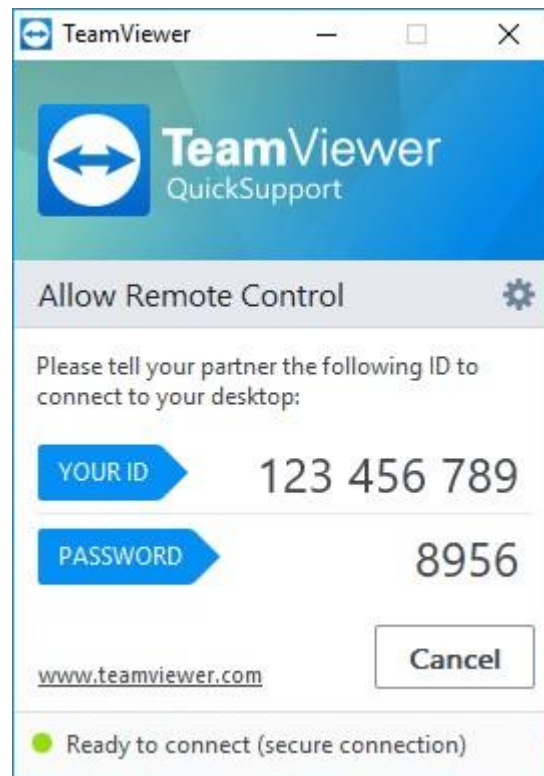 TeamViewer
TeamViewer
QuickSupport
Allow Remote Control
Please tell your partner the following ID to
connect to your desktop:
YOUR ID 123 456 789
PASSWORD 8956
www.teamviewer.com Cancel
Ready to connect (secure connection)